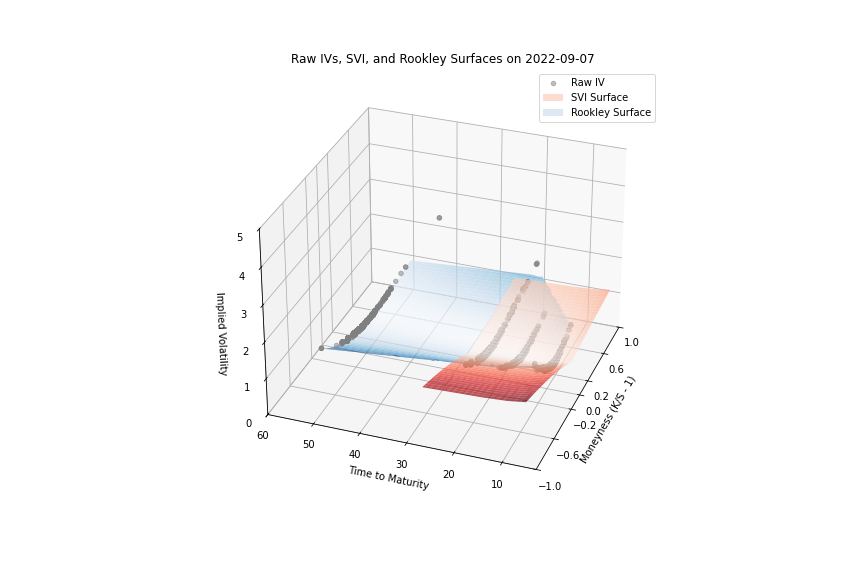 Raw IVs, SVI, and Rookley Surfaces on 2022-09-07
Raw IV
SVI Surface
Rookley Surface
5
4
3
2
1
0
Implied Volatility
60
50
40
30
20
10
Time to Maturity
1.0
0.6
0.2
0.0
−0.2
−0.6
−1.0
Moneyness (K/S - 1)